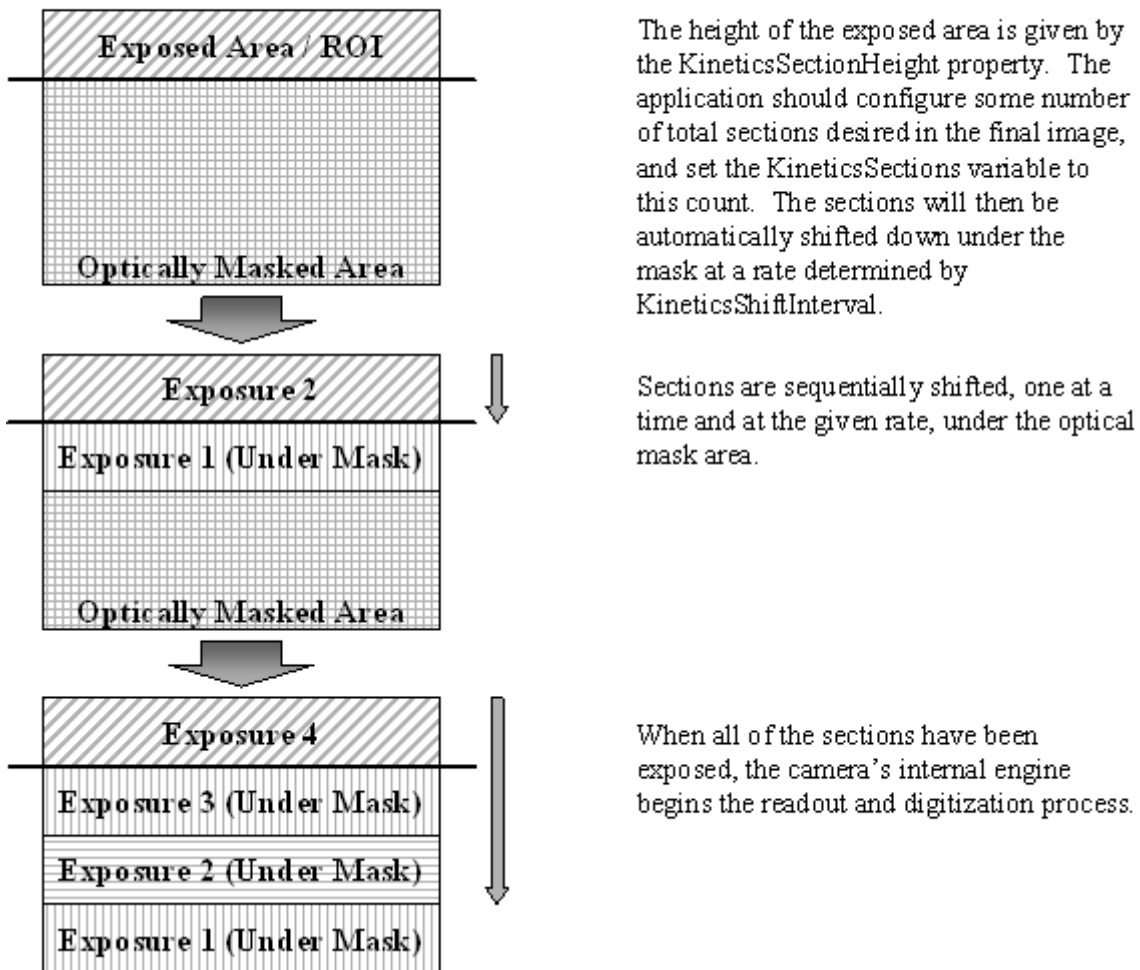 Exposed Area / ROI
Optically Masked Area
The height of the exposed area is given by
the KineticsSectionHeight property. The
application should configure some number
of total sections desired in the final image,
and set the KineticsSections variable to
this count. The sections will then be
automatically shifted down under the
mask at a rate determined by
KineticsShiftInterval.
Exposure 2
Exposure 1 (Under Mask)
Optically Masked Area
Sections are sequentially shifted, one at a
time and at the given rate, under the optical
mask area.
Exposure 4
Exposure 3 (Under Mask)
Exposure 2 (Under Mask)
Exposure 1 (Under Mask)
When all of the sections have been
exposed, the camera's internal engine
begins the readout and digitization process.